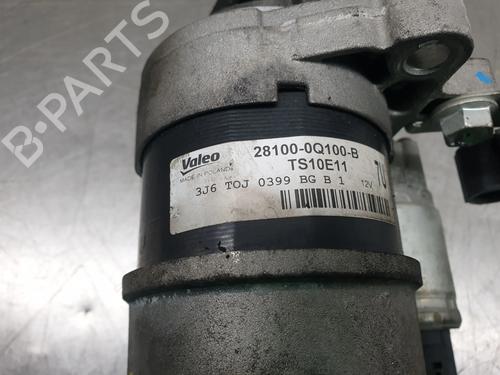 B-PARTS
Valeo
MADE IN POLAND
28100-0Q100-B
TS10E11
3J6 TOJ 0399 BG B 1 12V